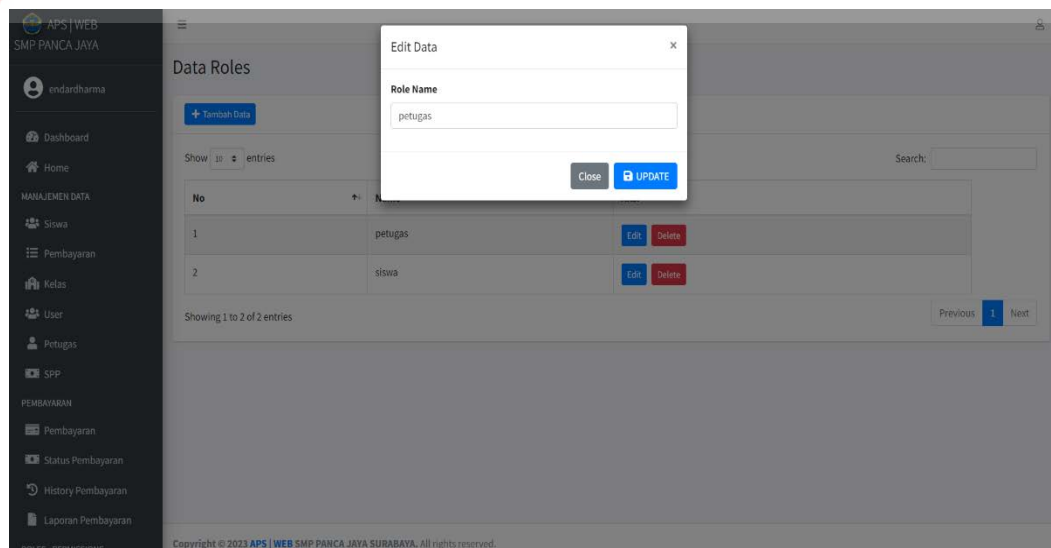 APS | WEB
SMP PANCA JAYA
endardharma
Dashboard
Home
MANAJEMEN DATA
Siswa
Pembayaran
Kelas
User
Petugas
SPP
PEMBAYARAN
Pembayaran
Status Pembayaran
History Pembayaran
Laporan Pembayaran
Data Roles
+ Tambah Data
Show 10 entries
Search:
No
1 petugas Edit Delete
2 siswa Edit Delete
Showing 1 to 2 of 2 entries
Previous 1 Next
Edit Data ×
Role Name
petugas
Close UPDATE
Copyright © 2023 APS | WEB SMP PANCA JAYA SURABAYA. All rights reserved.